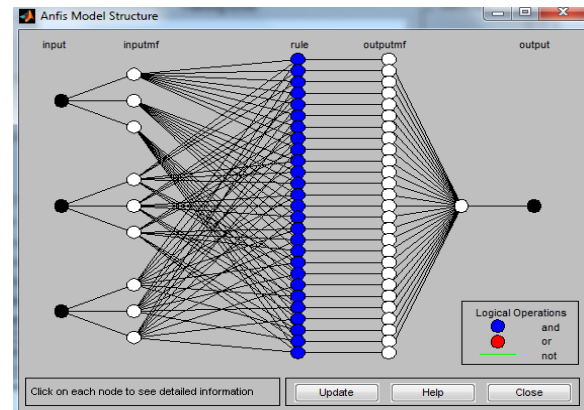 Anfis Model Structure
input inputmf rule outputmf output
Logical Operations
and
or
not
Click on each node to see detailed information
Update Help Close